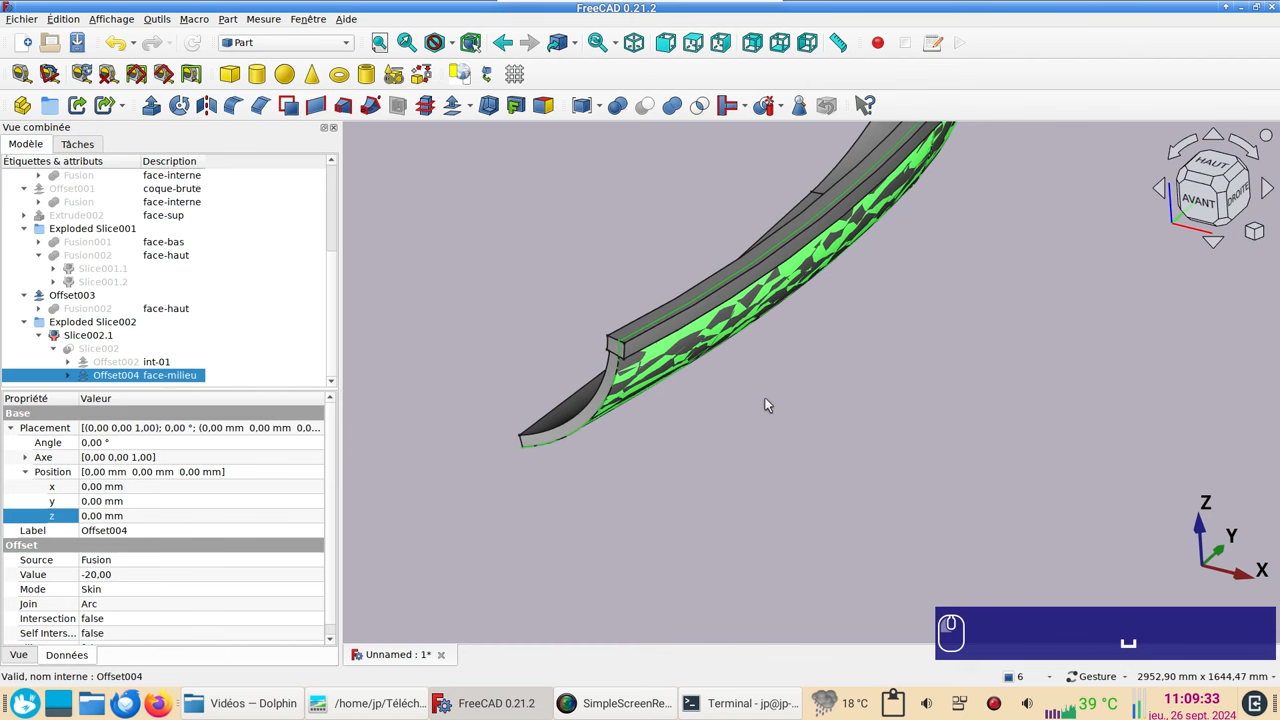 FreeCAD 0.21.2
Fichier Édition Affichage Outils Macro Part Mesure Fenêtre Aide
Part
Vue combinée
Modèle Tâches
Étiquettes & attributs Description
Fusion face-interne
Offset001 coque-brute
Fusion face-interne
Extrude002 face-sup
Exploded Slice001
Fusion001 face-bas
Fusion002 face-haut
Slice001.1
Slice001.2
Offset003
Fusion002 face-haut
Exploded Slice002
Slice002.1
Slice002
Offset002 int-01
Offset004 face-milieu
Propriété Valeur
Base
Placement [(0,00 0,00 1,00); 0,00 °; (0,00 mm 0,00 mm 0,0...
Angle 0,00 °
Axe [0,00 0,00 1,00]
Position [0,00 mm 0,00 mm 0,00 mm]
x 0,00 mm
y 0,00 mm
z 0,00 mm
Label Offset004
Offset
Source Fusion
Value -20,00
Mode Skin
Join Arc
Intersection false
Self Inters... false
Vue Données
Unnamed : 1*
HAUT
AVANT
DROITE
Z
Y
X
Valid, nom interne : Offset004
6 Gesture 2952,90 mm x 1644,47 mm
Vidéos — Dolphin
/home/jp/Téléch...
FreeCAD 0.21.2
SimpleScreenRe...
Terminal - jp@jp-...
18 °C
39 °C
11:09:33
jeu., 26 sept. 2024